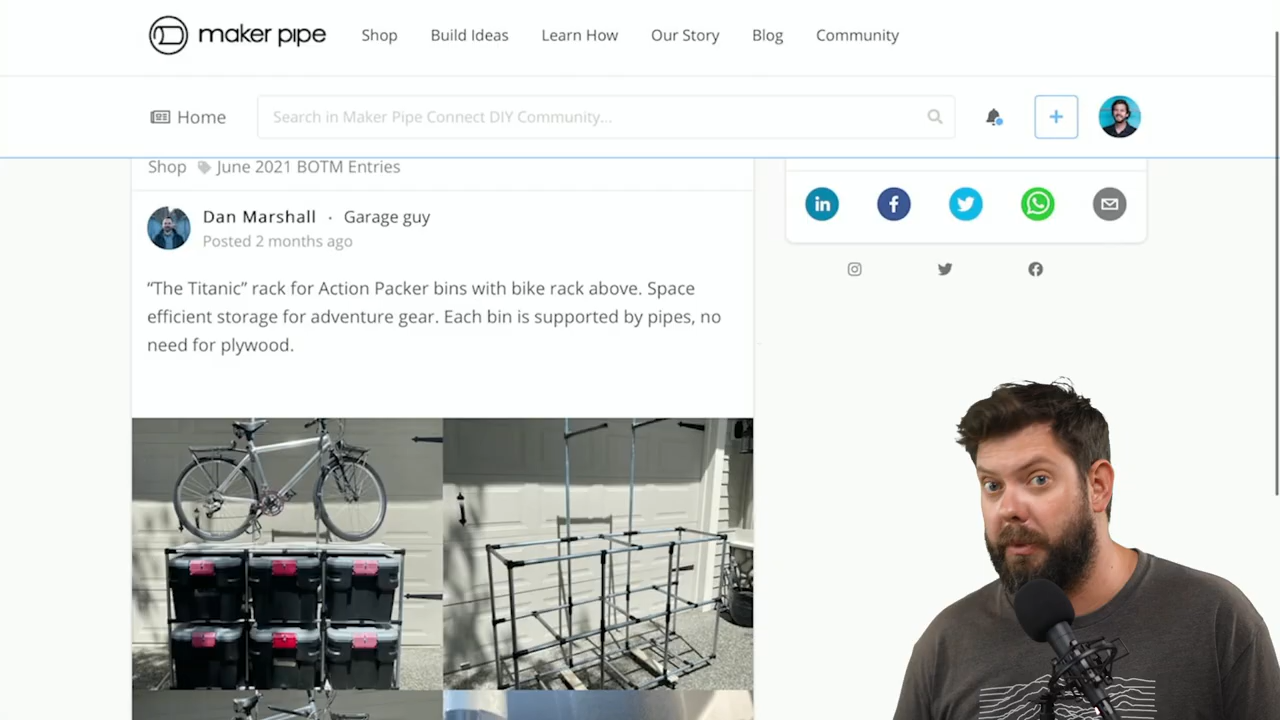 maker pipe
Shop Build Ideas Learn How Our Story Blog Community
Home Search in Maker Pipe Connect DIY Community...
Shop June 2021 BOTM Entries
Dan Marshall · Garage guy
Posted 2 months ago
“The Titanic” rack for Action Packer bins with bike rack above. Space
efficient storage for adventure gear. Each bin is supported by pipes, no
need for plywood.
in